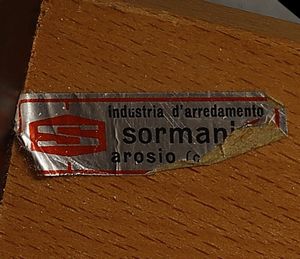 industria d'arredamento
sormani
arosio (c